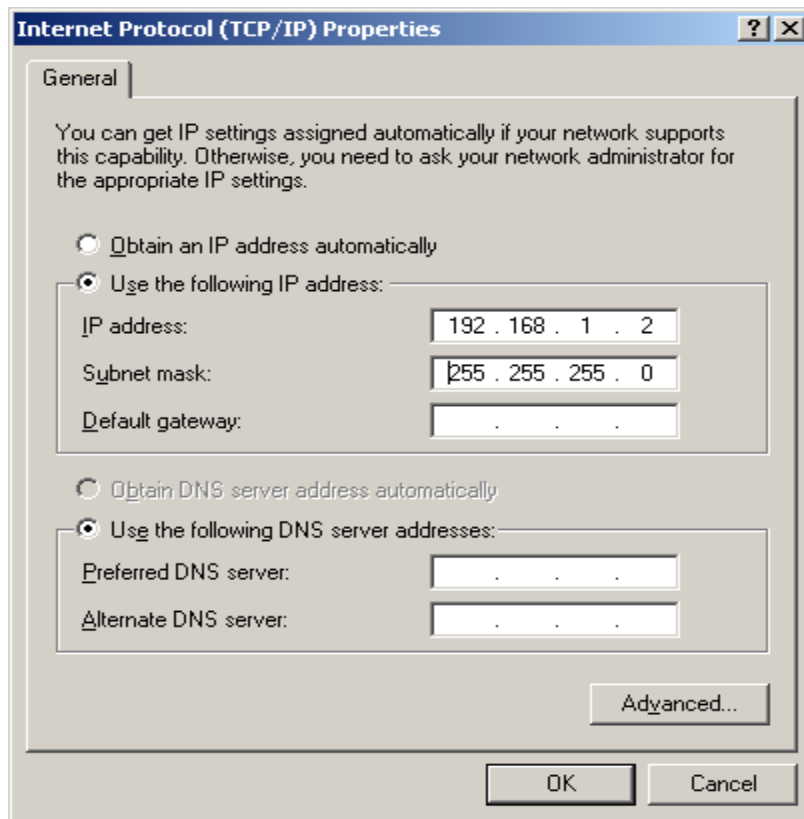 Internet Protocol (TCP/IP) Properties
General
You can get IP settings assigned automatically if your network supports
this capability. Otherwise, you need to ask your network administrator for
the appropriate IP settings.
Obtain an IP address automatically
Use the following IP address:
IP address: 192 . 168 . 1 . 2
Subnet mask: 255 . 255 . 255 . 0
Default gateway: . . .
Obtain DNS server address automatically
Use the following DNS server addresses:
Preferred DNS server: . . .
Alternate DNS server: . . .
Advanced...
OK Cancel